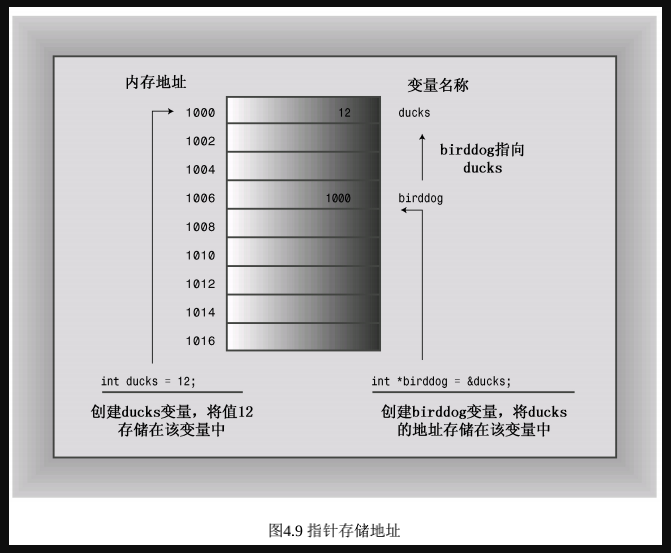 内存地址
变量名称
1000
12
ducks
1002
birddog指向
ducks
1004
1006
1000
birddog
1008
1010
1012
1014
1016
int ducks = 12;
创建ducks变量，将值12
存储在该变量中
int *birddog = &ducks;
创建birddog变量，将ducks
的地址存储在该变量中
图4.9 指针存储地址